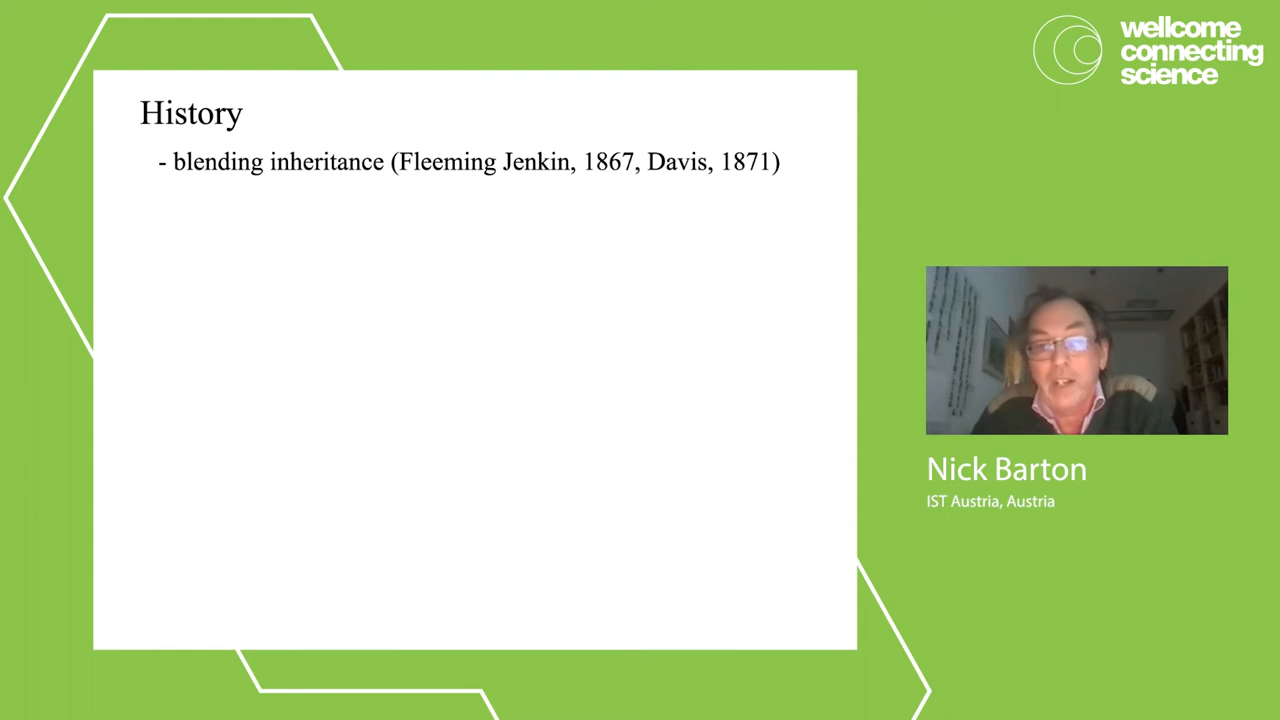 wellcome
connecting
science
History
- blending inheritance (Fleeming Jenkin, 1867, Davis, 1871)
Nick Barton
IST Austria, Austria